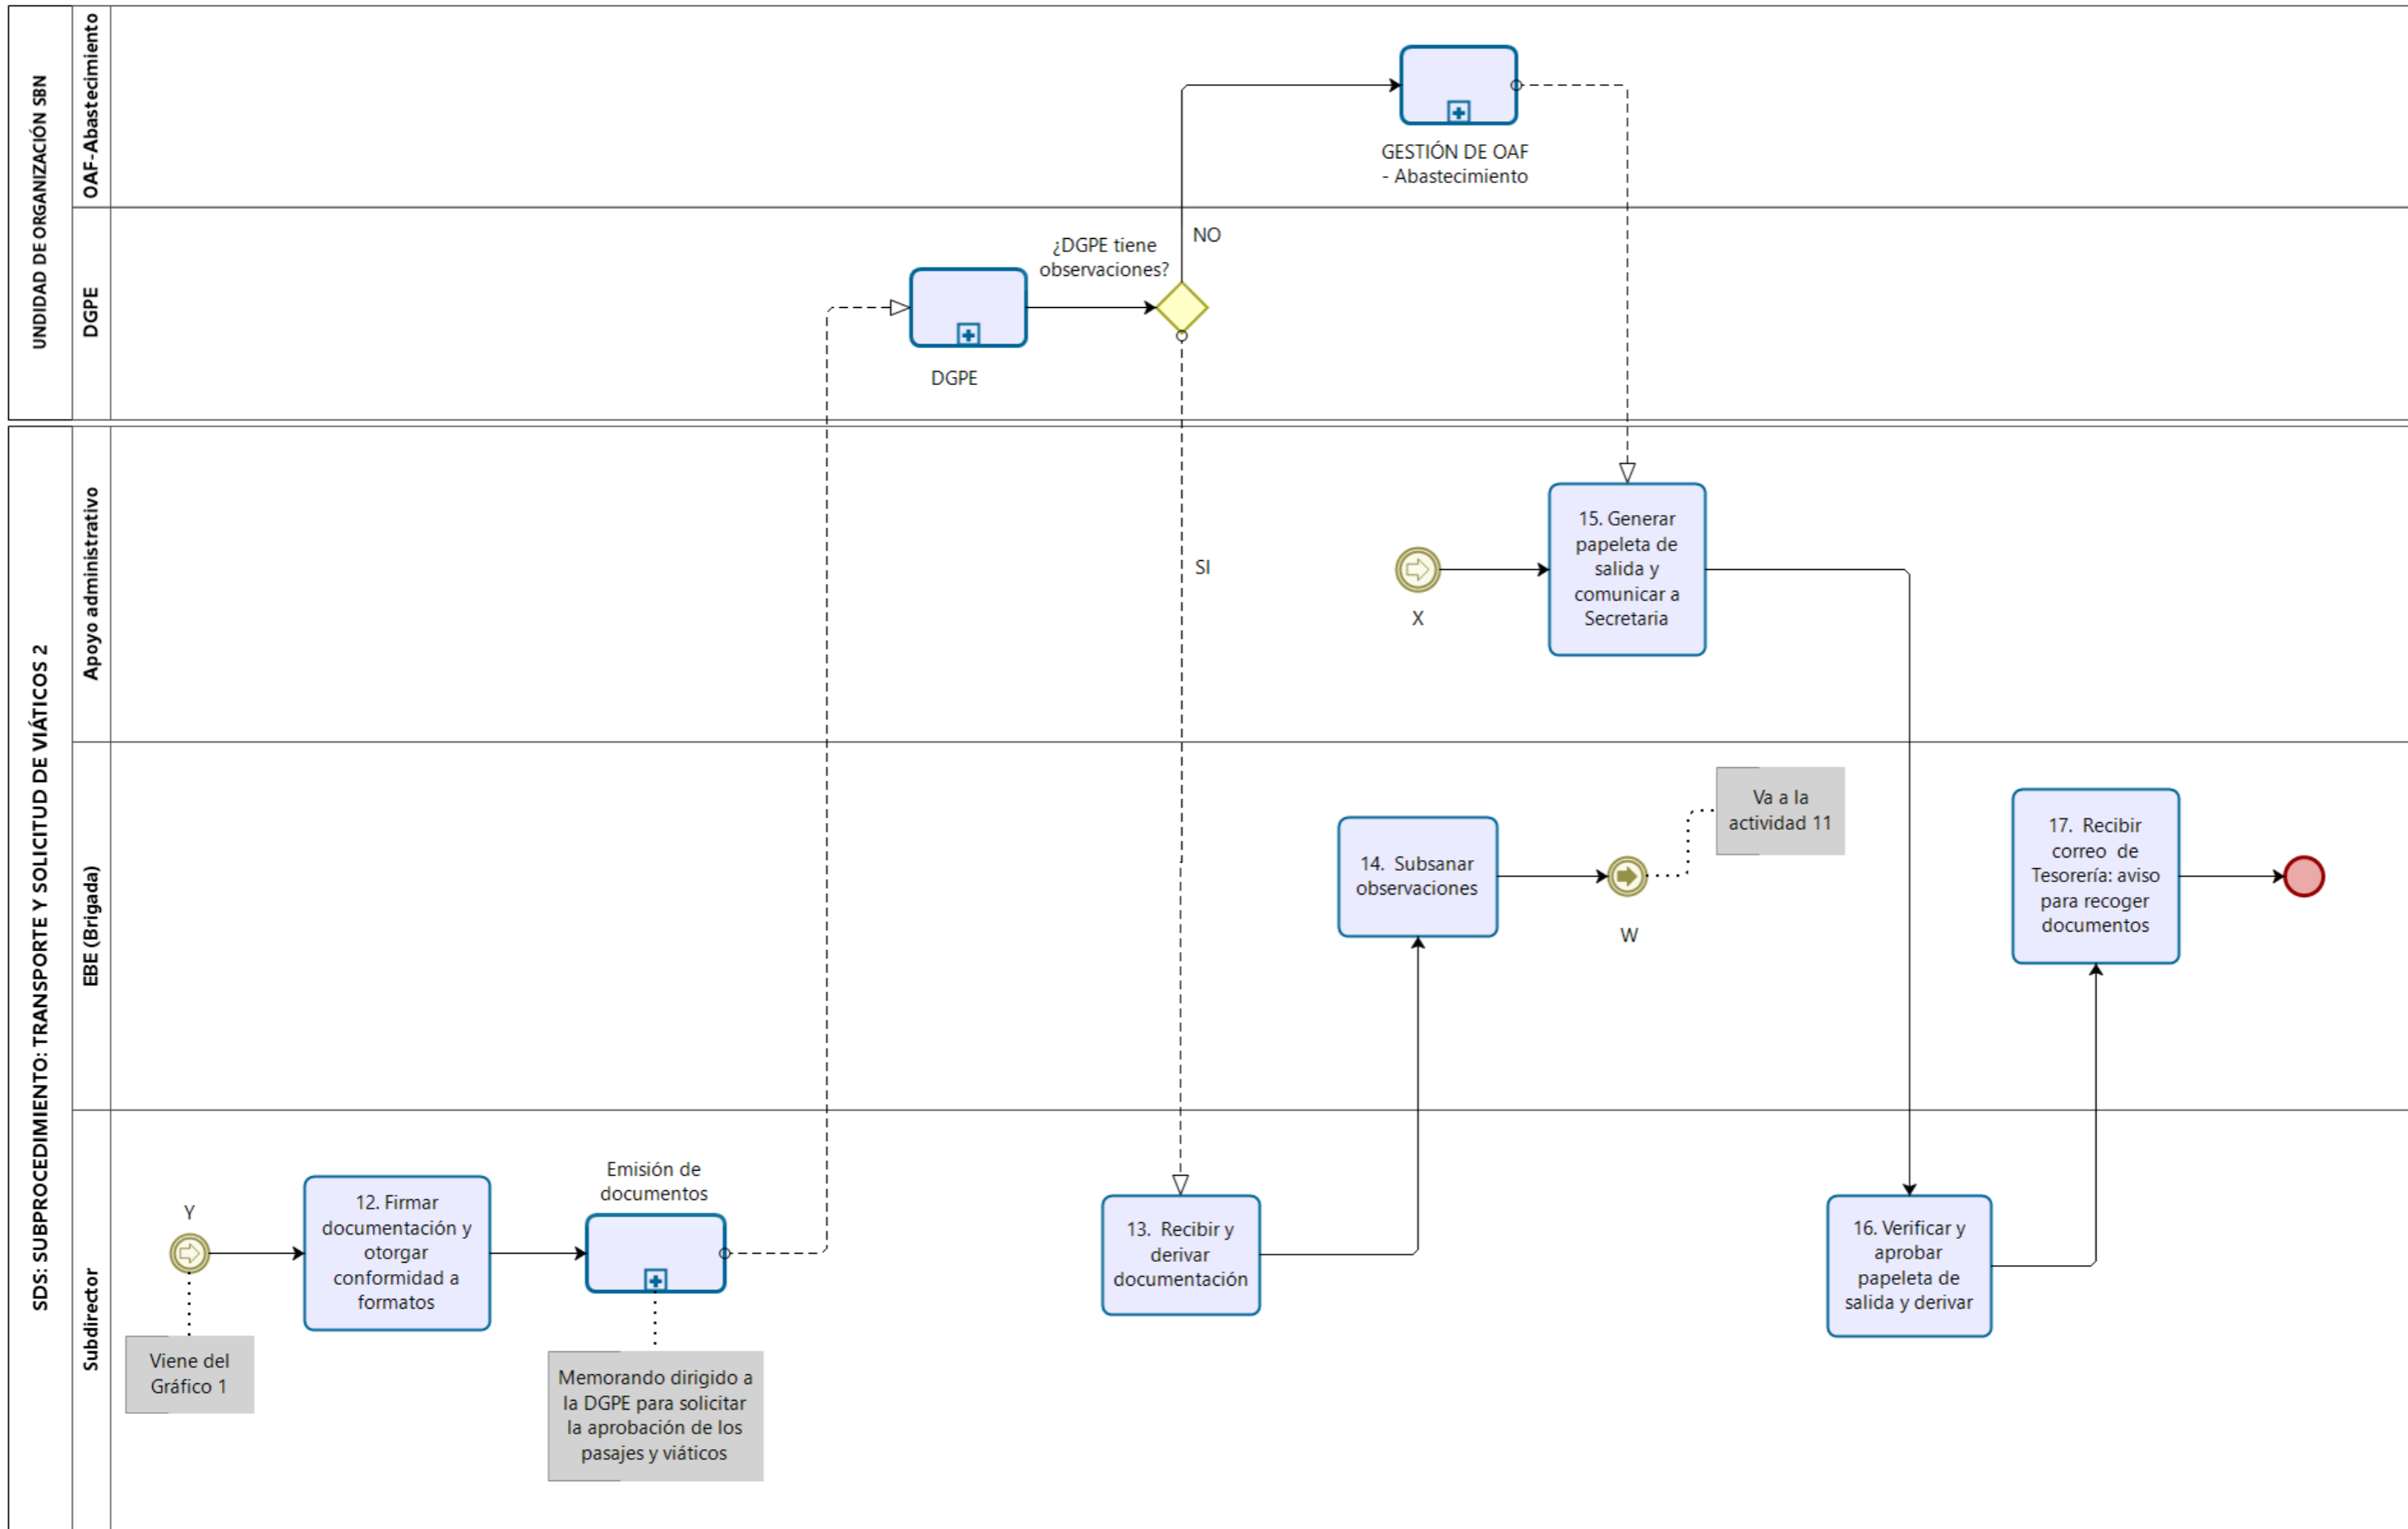 UNDIDAD DE ORGANIZACIÓN SBN
OAF-Abastecimiento
GESTIÓN DE OAF
- Abastecimiento
DGPE
¿DGPE tiene
observaciones?
NO
DGPE
SDS: SUBPROCEDIMIENTO: TRANSPORTE Y SOLICITUD DE VIÁTICOS 2
Apoyo administrativo
SI
X
15. Generar
papeleta de
salida y
comunicar a
Secretaria
EBE (Brigada)
14. Subsanar
observaciones
W
Va a la
actividad 11
17. Recibir
correo de
Tesorería: aviso
para recoger
documentos
Subdirector
Y
Viene del
Gráfico 1
12. Firmar
documentación y
otorgar
conformidad a
formatos
Emisión de
documentos
Memorando dirigido a
la DGPE para solicitar
la aprobación de los
pasajes y viáticos
13. Recibir y
derivar
documentación
16. Verificar y
aprobar
papeleta de
salida y derivar